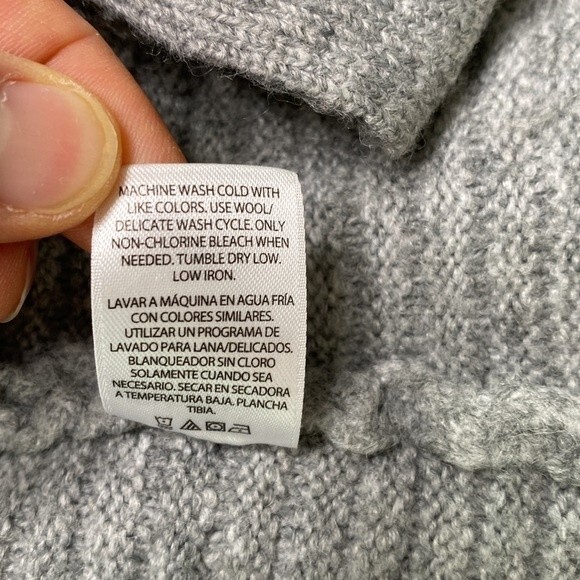 MACHINE WASH COLD WITH
LIKE COLORS. USE WOOL/
DELICATE WASH CYCLE. ONLY
NON-CHLORINE BLEACH WHEN
NEEDED. TUMBLE DRY LOW.
LOW IRON.
LAVAR A MÁQUINA EN AGUA FRÍA
CON COLORES SIMILARES.
UTILIZAR UN PROGRAMA DE
LAVADO PARA LANA/DELICADOS.
BLANQUEADOR SIN CLORO
SOLAMENTE CUANDO SEA
NECESARIO. SECAR EN SECADORA
A TEMPERATURA BAJA. PLANCHA
TIBIA.